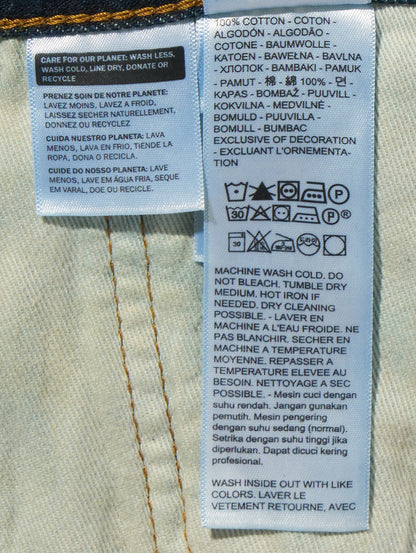 CARE FOR OUR PLANET: WASH LESS,
WASH COLD, LINE DRY, DONATE OR
RECYCLE
PRENEZ SOIN DE NOTRE PLANETE:
LAVEZ MOINS, LAVEZ A FROID,
LAISSEZ SECHER NATURELLEMENT,
DONNEZ OU RECYCLEZ
CUIDA NUESTRO PLANETA: LAVA
MENOS, LAVA EN FRIO, TIENDE LA
ROPA, DONA O RECICLA.
CUIDE DO NOSSO PLANETA: LAVE
MENOS, LAVE EM ÁGUA FRIA, SEQUE
EM VARAL, DOE OU RECICLE.
100% COTTON - COTON -
ALGODÓN - ALGODÃO -
COTONE - BAUMWOLLE -
KATOEN - BAWEŁNA - BAVLNA
- ХЛОПОК - BAMBAKI - PAMUK
- PAMUT - 棉 - 綿 100% - 면 -
KAPAS - BOMBAŽ - PUUVILL -
KOKVILNA - MEDVILNĖ -
BOMULL - PUUVILLA -
BOMULD - BUMBAC
EXCLUSIVE OF DECORATION
- EXCLUANT L'ORNEMENTA-
TION
P
30 P ®
30
MACHINE WASH COLD. DO
NOT BLEACH. TUMBLE DRY
MEDIUM. HOT IRON IF
NEEDED. DRY CLEANING
POSSIBLE. - LAVER EN
MACHINE A L'EAU FROIDE. NE
PAS BLANCHIR. SECHER EN
MACHINE A TEMPERATURE
MOYENNE. REPASSER A
TEMPERATURE ELEVEE AU
BESOIN. NETTOYAGE A SEC
POSSIBLE. - Mesin cuci dengan
suhu rendah. Jangan gunakan
pemutih. Mesin pengering
dengan suhu sedang (normal).
Setrika dengan suhu tinggi jika
diperlukan. Dapat dicuci kering
profesional.
WASH INSIDE OUT WITH LIKE
COLORS. LAVER LE
VETEMENT RETOURNE, AVEC